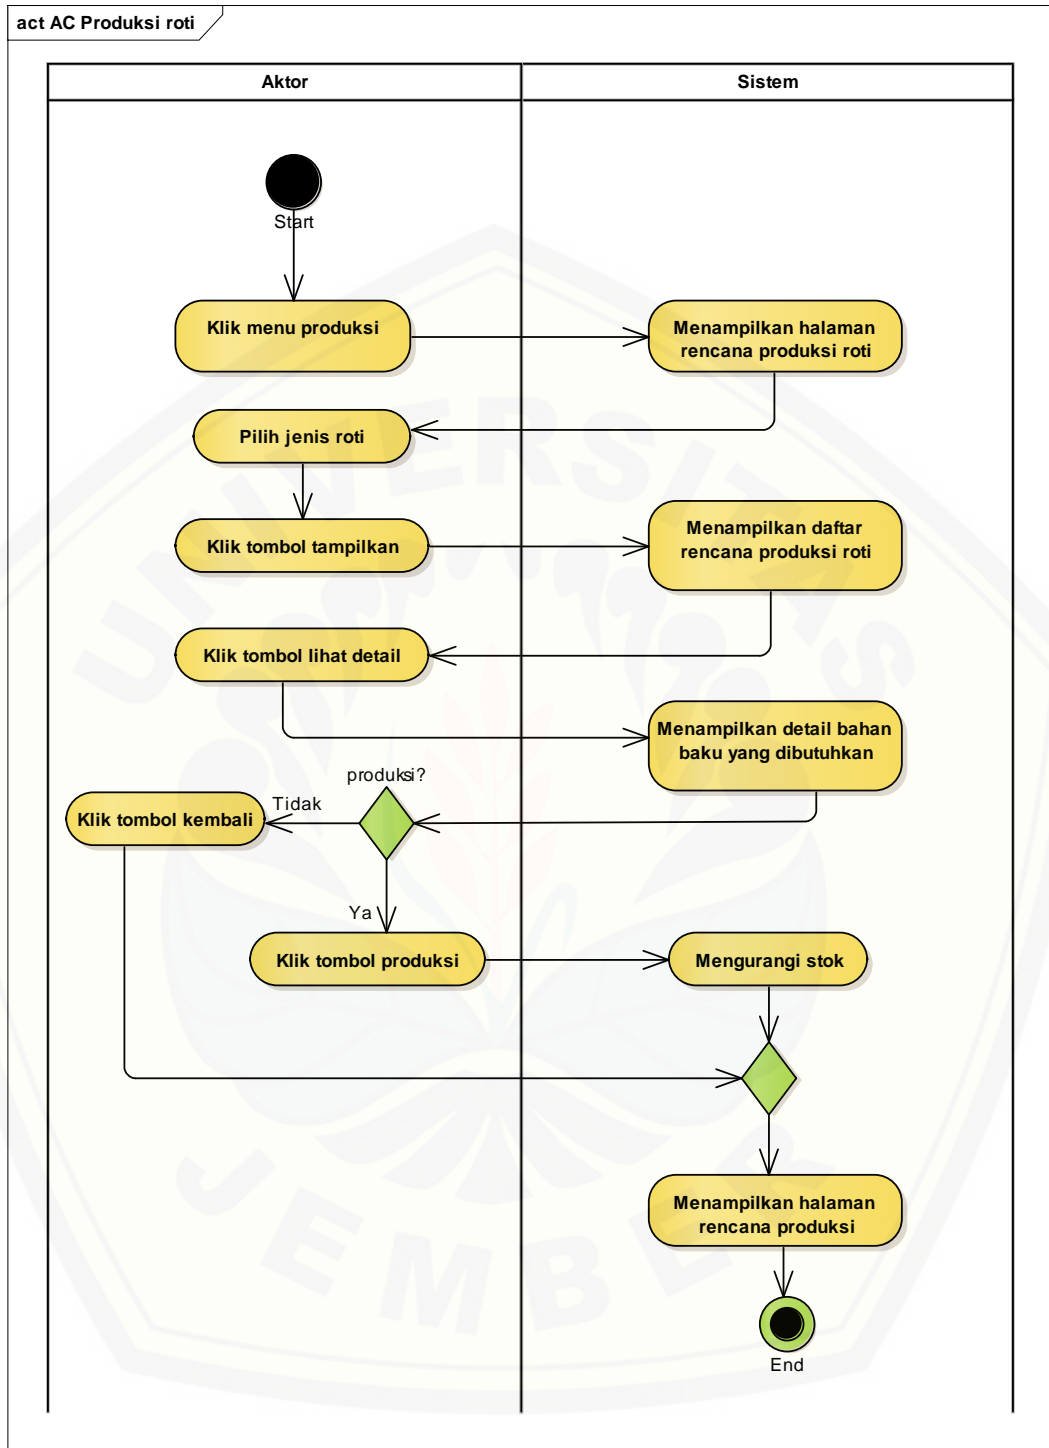 act AC Produksi roti
Aktor
Sistem
Start
Klik menu produksi
Menampilkan halaman
rencana produksi roti
Pilih jenis roti
Klik tombol tampilkan
Menampilkan daftar
rencana produksi roti
Klik tombol lihat detail
Menampilkan detail bahan
baku yang dibutuhkan
produksi?
Tidak
Klik tombol kembali
Ya
Klik tombol produksi
Mengurangi stok
Menampilkan halaman
rencana produksi
End
UNIVERSITAS
JEMBER